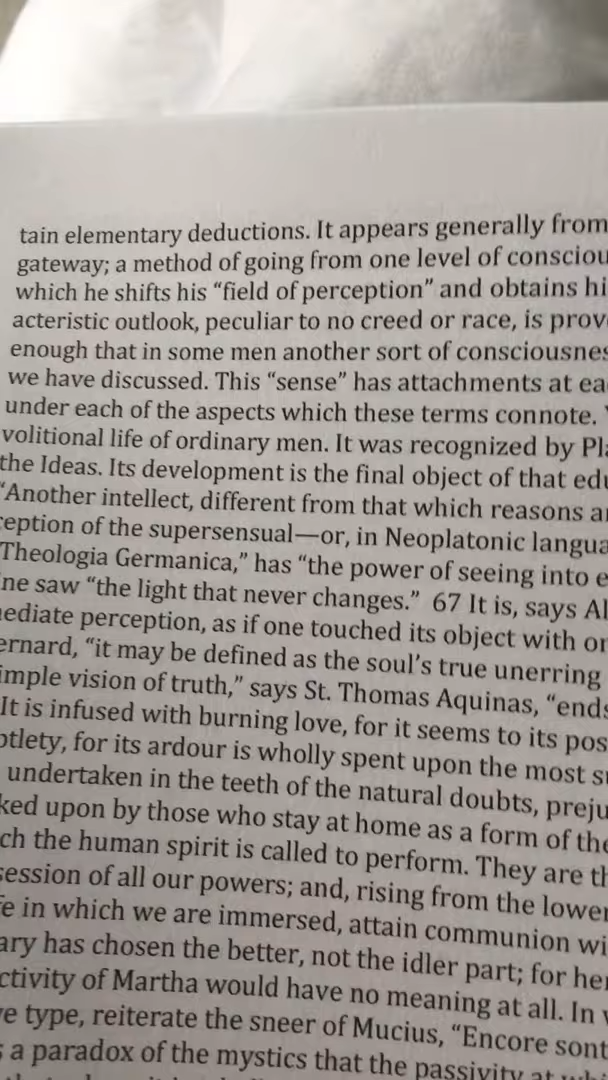 tain elementary deductions. It appears generally from
gateway; a method of going from one level of consciou
which he shifts his “field of perception” and obtains hi
acteristic outlook, peculiar to no creed or race, is prov
enough that in some men another sort of consciousnes
we have discussed. This “sense” has attachments at ea
under each of the aspects which these terms connote.
volitional life of ordinary men. It was recognized by Pla
the Ideas. Its development is the final object of that edu
“Another intellect, different from that which reasons a
ception of the supersensual—or, in Neoplatonic langua
Theologia Germanica,” has “the power of seeing into e
ne saw “the light that never changes.” 67 It is, says Al
mediate perception, as if one touched its object with on
ernard, “it may be defined as the soul’s true unerring
imple vision of truth,” says St. Thomas Aquinas, “ends
It is infused with burning love, for it seems to its pos
btlety, for its ardour is wholly spent upon the most su
undertaken in the teeth of the natural doubts, preju
ked upon by those who stay at home as a form of the
ch the human spirit is called to perform. They are th
session of all our powers; and, rising from the lower
fe in which we are immersed, attain communion wi
ary has chosen the better, not the idler part; for her
ctivity of Martha would have no meaning at all. In
ve type, reiterate the sneer of Mucius, “Encore sont
s a paradox of the mystics that the passivity at whi